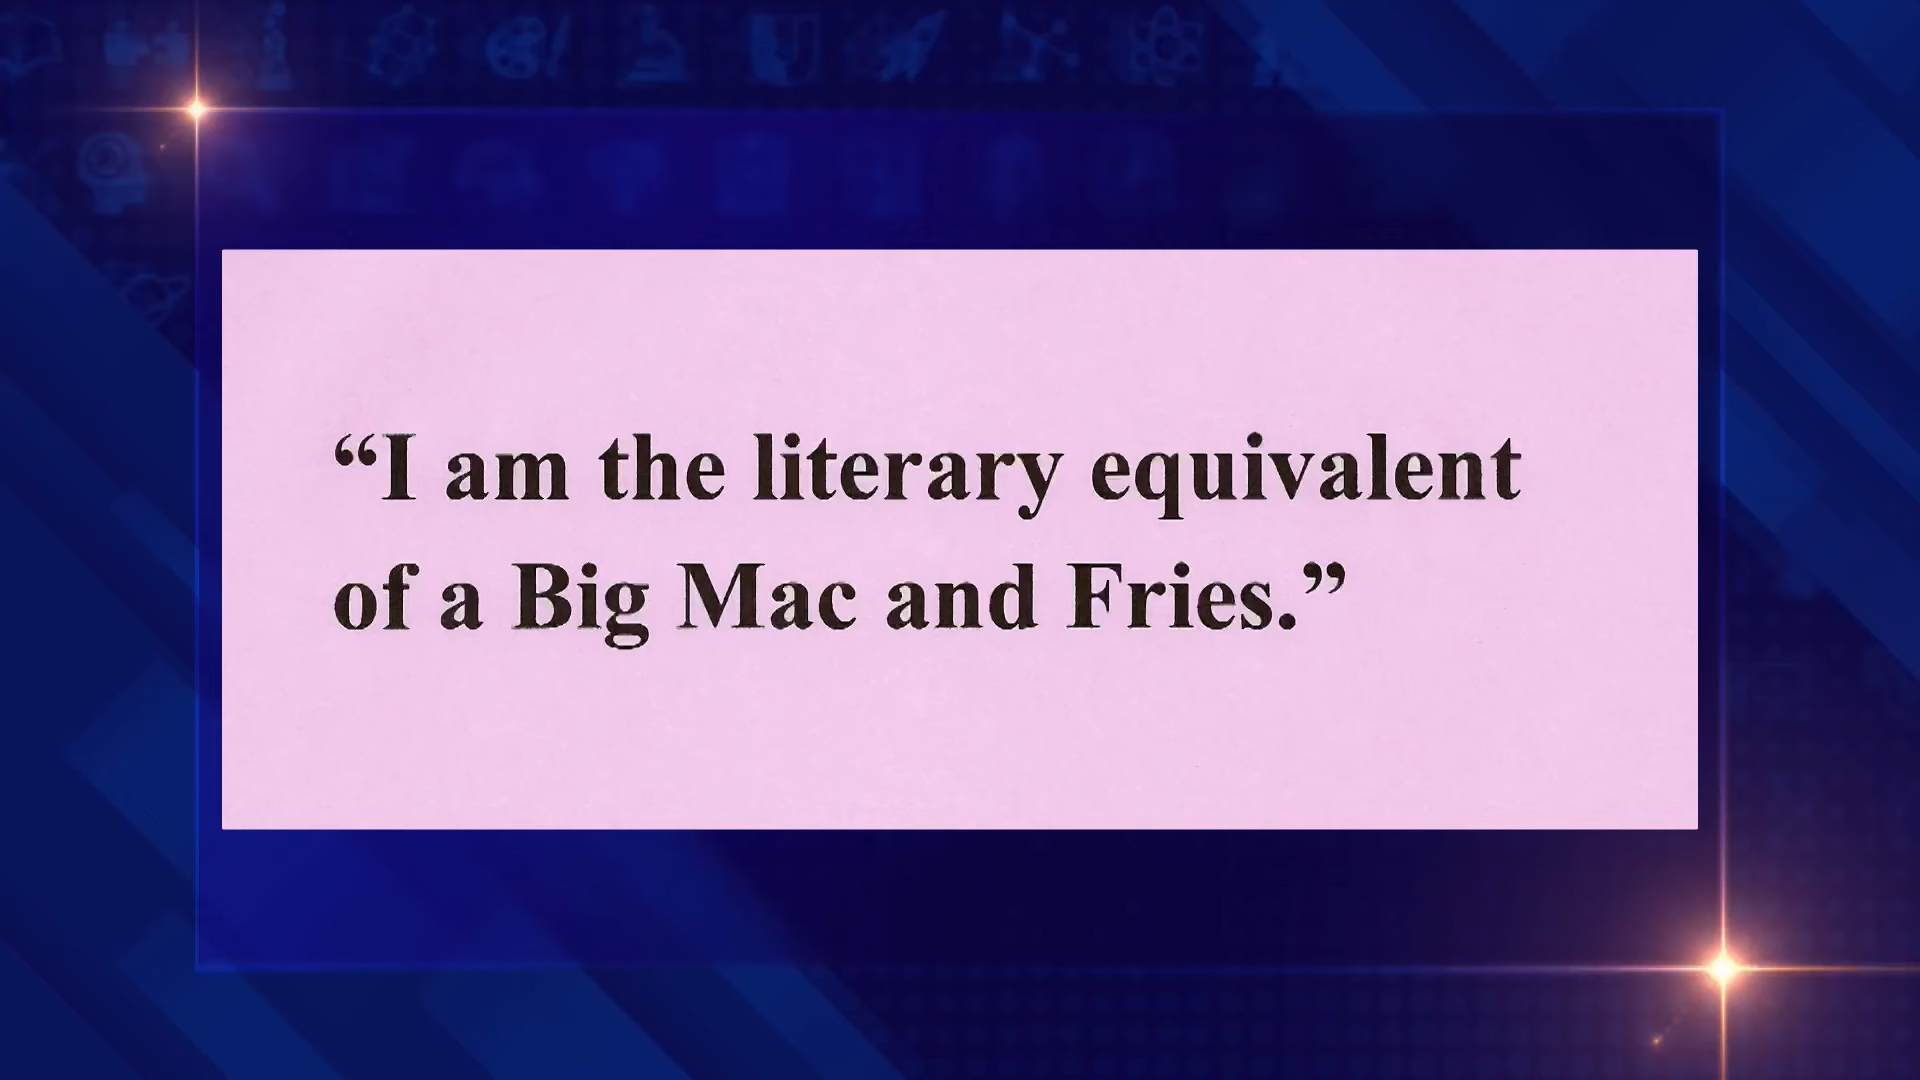 “I am the literary equivalent
of a Big Mac and Fries.”